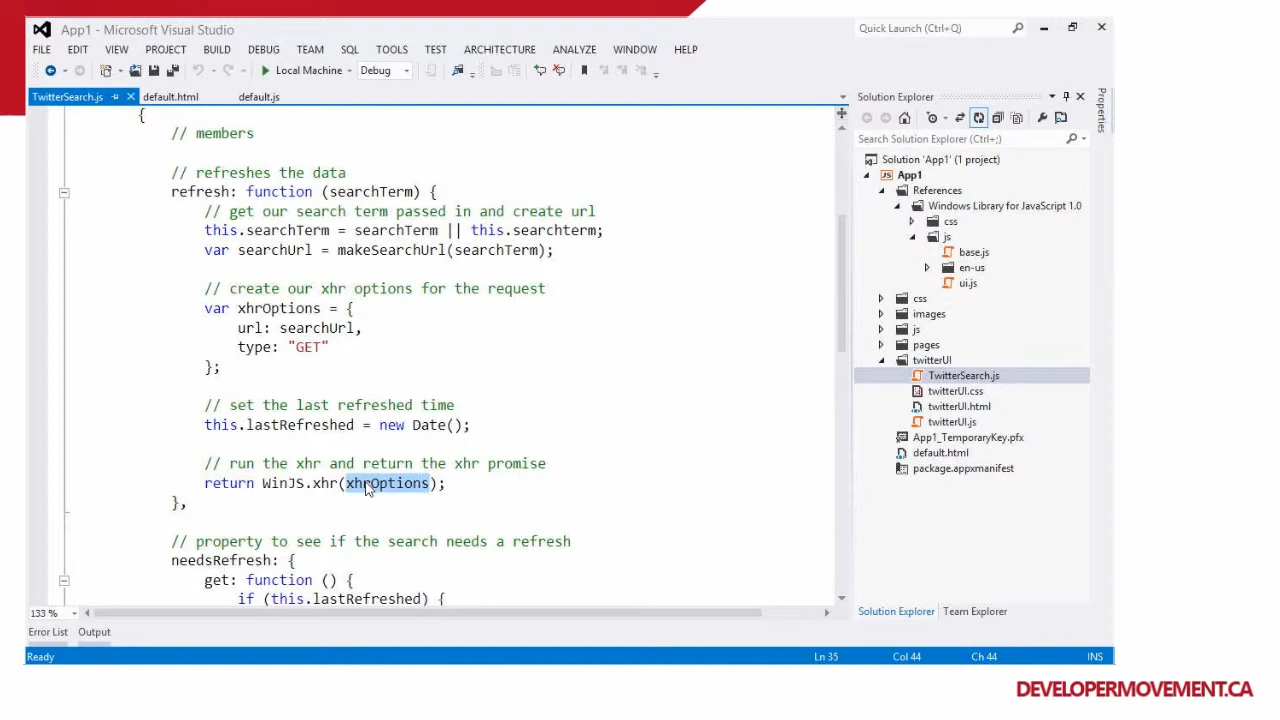 App1 - Microsoft Visual Studio
Quick Launch (Ctrl+Q)
FILE EDIT VIEW PROJECT BUILD DEBUG TEAM SQL TOOLS TEST ARCHITECTURE ANALYZE WINDOW HELP
Local Machine Debug
TwitterSearch.js default.html default.js
{
// members
// refreshes the data
refresh: function (searchTerm) {
// get our search term passed in and create url
this.searchTerm = searchTerm || this.searchterm;
var searchUrl = makeSearchUrl(searchTerm);
// create our xhr options for the request
var xhrOptions = {
url: searchUrl,
type: "GET"
};
// set the last refreshed time
this.lastRefreshed = new Date();
// run the xhr and return the xhr promise
return WinJS.xhr(xhrOptions);
},
// property to see if the search needs a refresh
needsRefresh: {
get: function () {
if (this.lastRefreshed) {
133 %
Error List Output
Solution Explorer
Search Solution Explorer (Ctrl+;)
Solution 'App1' (1 project)
JS App1
References
Windows Library for JavaScript 1.0
css
js
base.js
en-us
ui.js
css
images
js
pages
twitterUI
TwitterSearch.js
twitterUI.css
twitterUI.html
twitterUI.js
App1_TemporaryKey.pfx
default.html
package.appxmanifest
Solution Explorer Team Explorer
Properties
Ready Ln 35 Col 44 Ch 44 INS
DEVELOPERMOVEMENT.CA